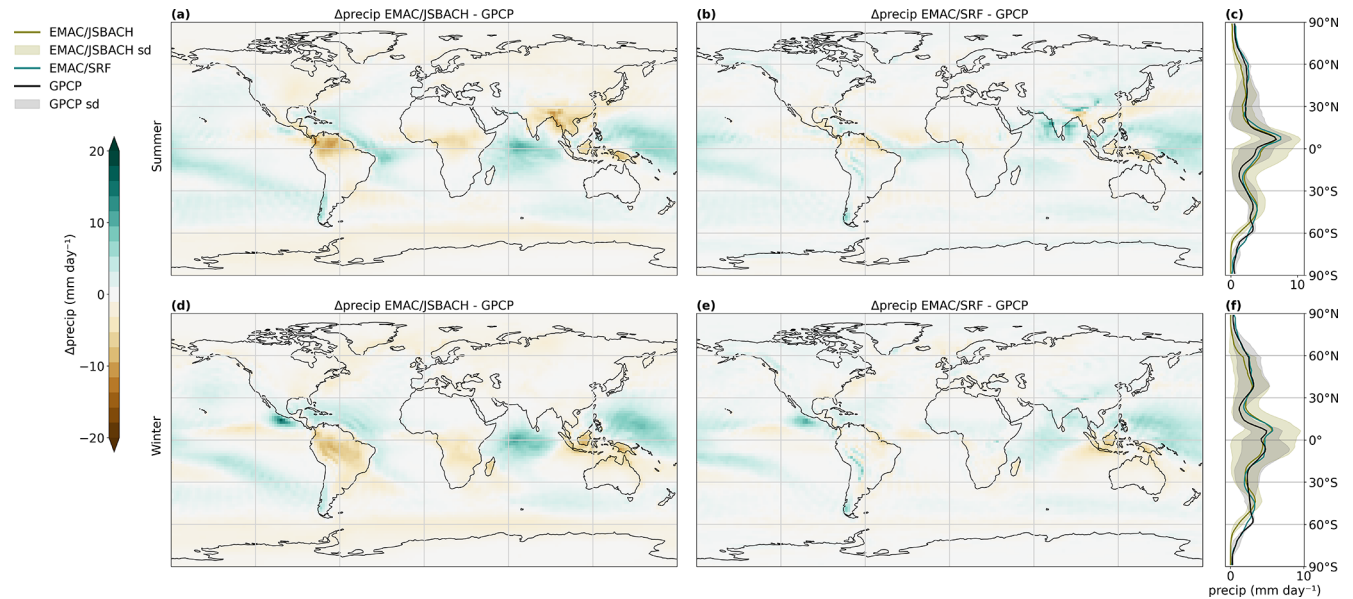 EMAC/JSBACH
EMAC/JSBACH sd
EMAC/SRF
GPCP
GPCP sd
20
10
0
−10
−20
Δprecip (mm day⁻¹)
(a) Δprecip EMAC/JSBACH - GPCP
Summer
(b) Δprecip EMAC/SRF - GPCP
(c)
90°N
60°N
30°N
0°
30°S
60°S
90°S
0 10
(d) Δprecip EMAC/JSBACH - GPCP
Winter
(e) Δprecip EMAC/SRF - GPCP
(f)
90°N
60°N
30°N
0°
30°S
60°S
90°S
0 10
precip (mm day⁻¹)